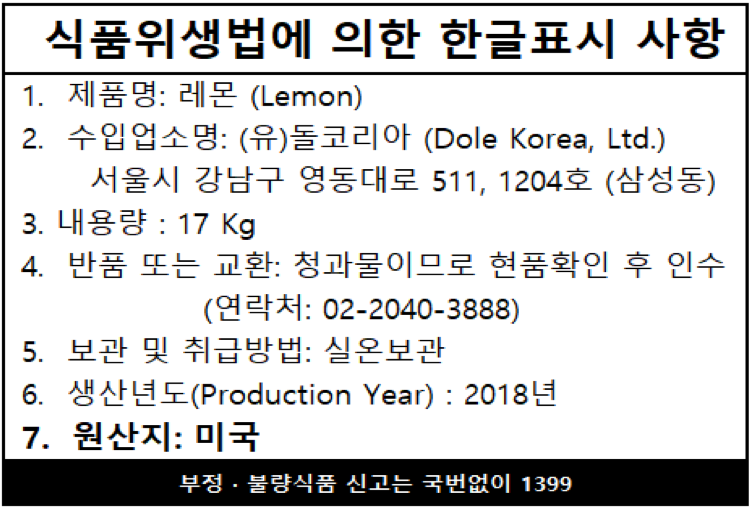 식품위생법에 의한 한글표시 사항
1. 제품명: 레몬 (Lemon)
2. 수입업소명: (유)돌코리아 (Dole Korea, Ltd.)
서울시 강남구 영동대로 511, 1204호 (삼성동)
3. 내용량 : 17 Kg
4. 반품 또는 교환: 청과물이므로 현품확인 후 인수
(연락처: 02-2040-3888)
5. 보관 및 취급방법: 실온보관
6. 생산년도(Production Year) : 2018년
7. 원산지: 미국
부정 · 불량식품 신고는 국번없이 1399